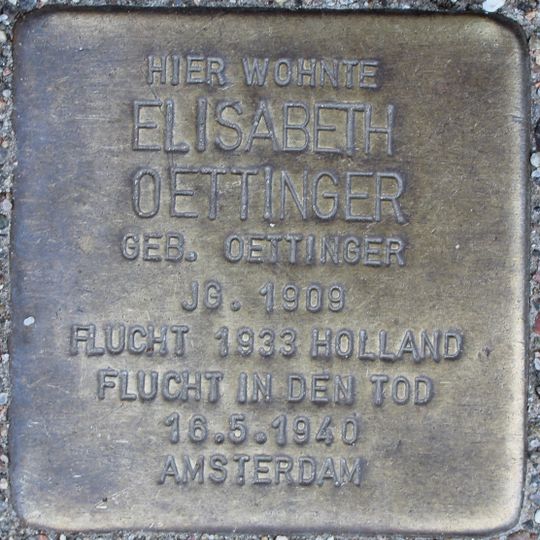 HIER WOHNTE
ELISABETH
OETTINGER
GEB. OETTINGER
JG. 1909
FLUCHT 1933 HOLLAND
FLUCHT IN DEN TOD
16.5.1940
AMSTERDAM